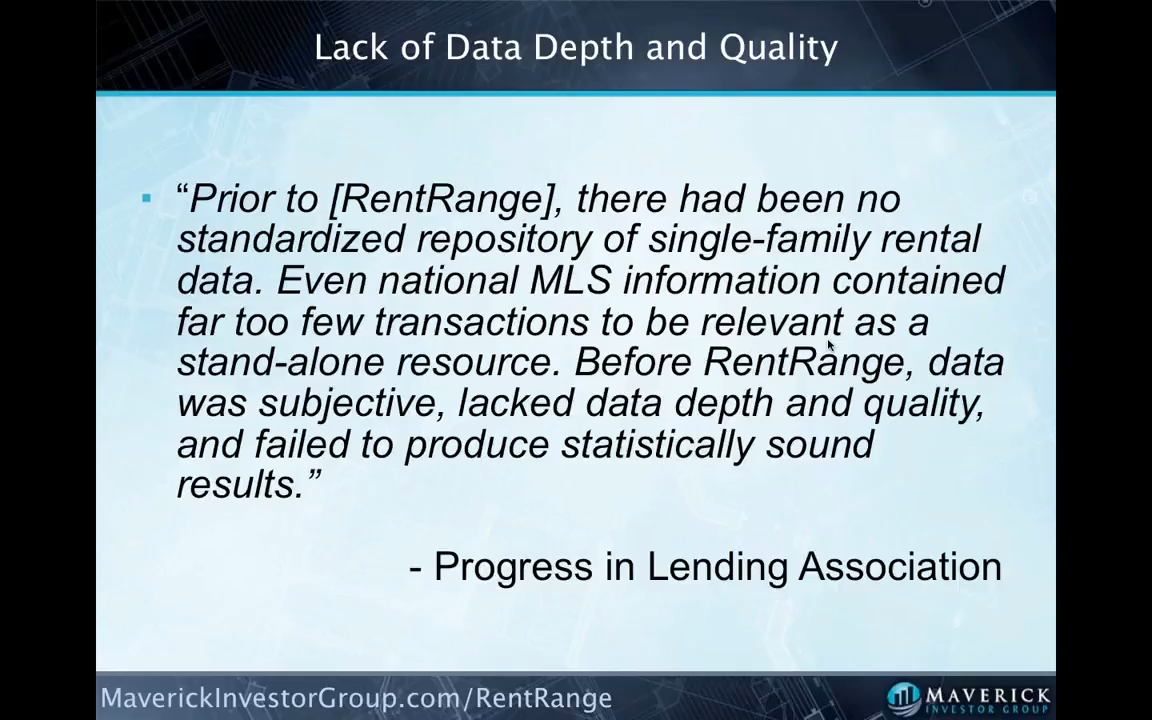 Lack of Data Depth and Quality
“Prior to [RentRange], there had been no
standardized repository of single-family rental
data. Even national MLS information contained
far too few transactions to be relevant as a
stand-alone resource. Before RentRange, data
was subjective, lacked data depth and quality,
and failed to produce statistically sound
results.”
- Progress in Lending Association
MaverickInvestorGroup.com/RentRange
MAVERICK
INVESTOR GROUP